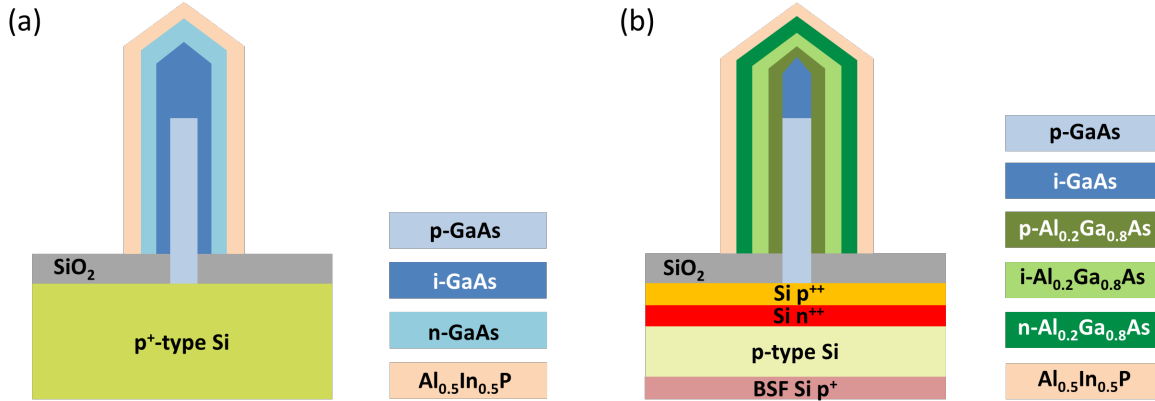 (a)
SiO₂
p⁺-type Si
p-GaAs
i-GaAs
n-GaAs
Al₀.₅In₀.₅P
(b)
SiO₂
Si p⁺⁺
Si n⁺⁺
p-type Si
BSF Si p⁺
p-GaAs
i-GaAs
p-Al₀.₂Ga₀.₈As
i-Al₀.₂Ga₀.₈As
n-Al₀.₂Ga₀.₈As
Al₀.₅In₀.₅P